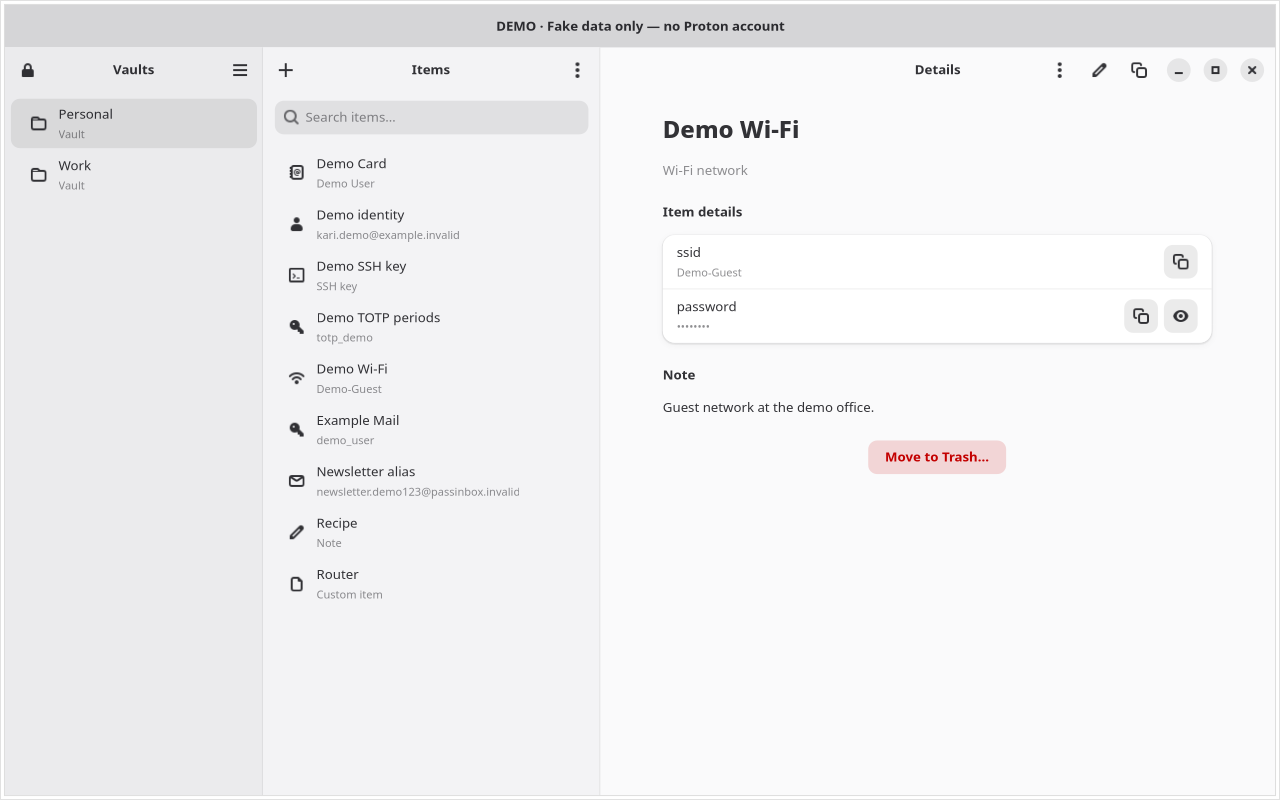 DEMO · Fake data only — no Proton account
Vaults
Items
Details
Personal
Vault
Work
Vault
Search items...
Demo Card
Demo User
Demo identity
kari.demo@example.invalid
Demo SSH key
SSH key
Demo TOTP periods
totp_demo
Demo Wi-Fi
Demo-Guest
Example Mail
demo_user
Newsletter alias
newsletter.demo123@passinbox.invalid
Recipe
Note
Router
Custom item
Demo Wi-Fi
Wi-Fi network
Item details
ssid
Demo-Guest
password
••••••••
Note
Guest network at the demo office.
Move to Trash...